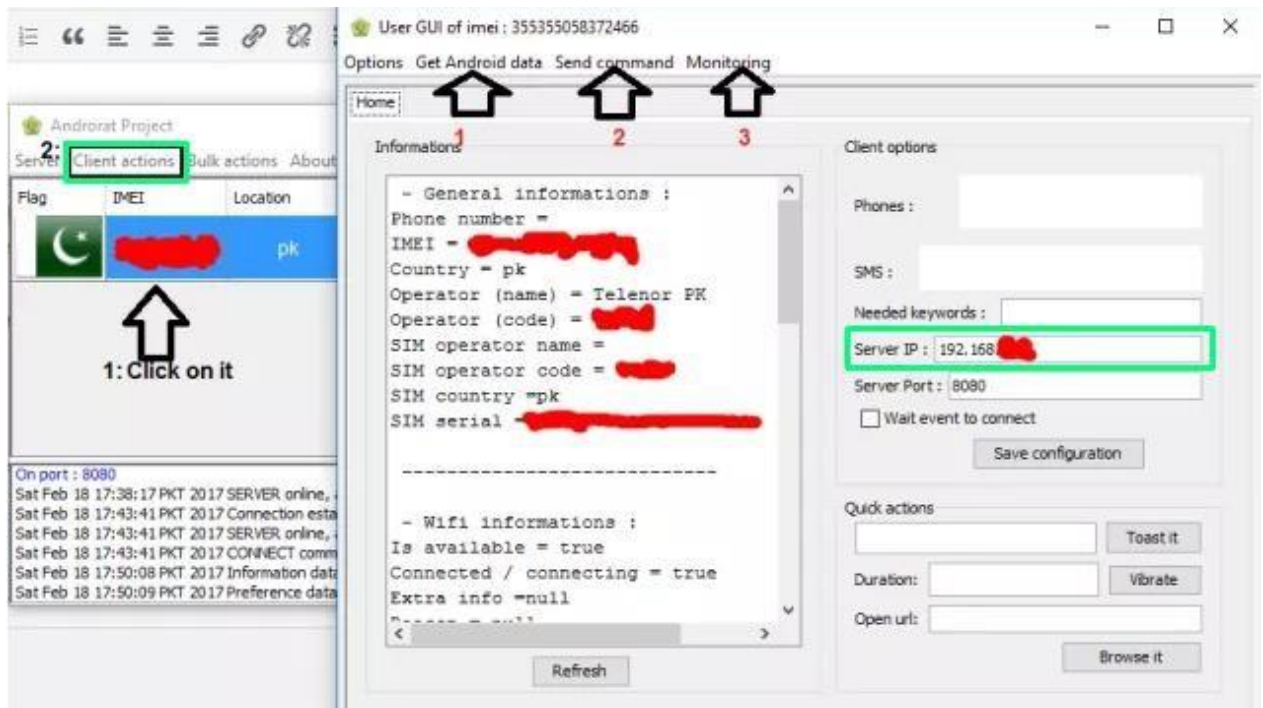 User GUI of imei : 355355058372466
Options Get Android data Send command Monitoring
Home
1
2
3
Androrat Project
2:
Server Client actions Bulk actions About
Flag IMEI Location
pk
1: Click on it
On port : 8080
Sat Feb 18 17:38:17 PKT 2017 SERVER online,
Sat Feb 18 17:43:41 PKT 2017 Connection esta
Sat Feb 18 17:43:41 PKT 2017 SERVER online,
Sat Feb 18 17:43:41 PKT 2017 CONNECT comm
Sat Feb 18 17:50:08 PKT 2017 Information data
Sat Feb 18 17:50:09 PKT 2017 Preference data
Informations
- General informations :
Phone number =
IMEI =
Country = pk
Operator (name) = Telenor PK
Operator (code) =
SIM operator name =
SIM operator code =
SIM country =pk
SIM serial =
----------------------------
- Wifi informations :
Is available = true
Connected / connecting = true
Extra info =null
Refresh
Client options
Phones :
SMS :
Needed keywords :
Server IP : 192.168
Server Port : 8080
Wait event to connect
Save configuration
Quick actions
Toast it
Duration: Vibrate
Open url:
Browse it